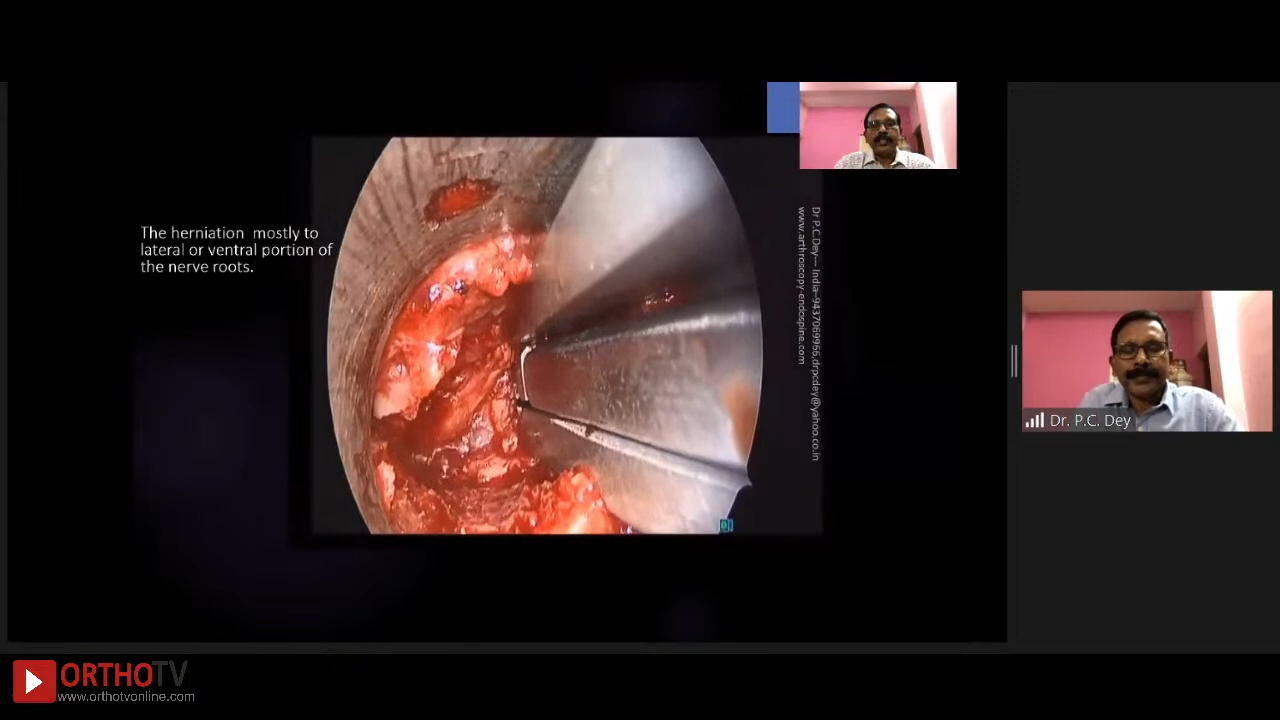 The herniation mostly to
lateral or ventral portion of
the nerve roots.
Dr P.C.Dey--- India-9437069966,drpcdey@yahoo.co.in
www.arthroscopy-endospine.com
Dr. P.C. Dey
ORTHOTV
www.orthotvonline.com